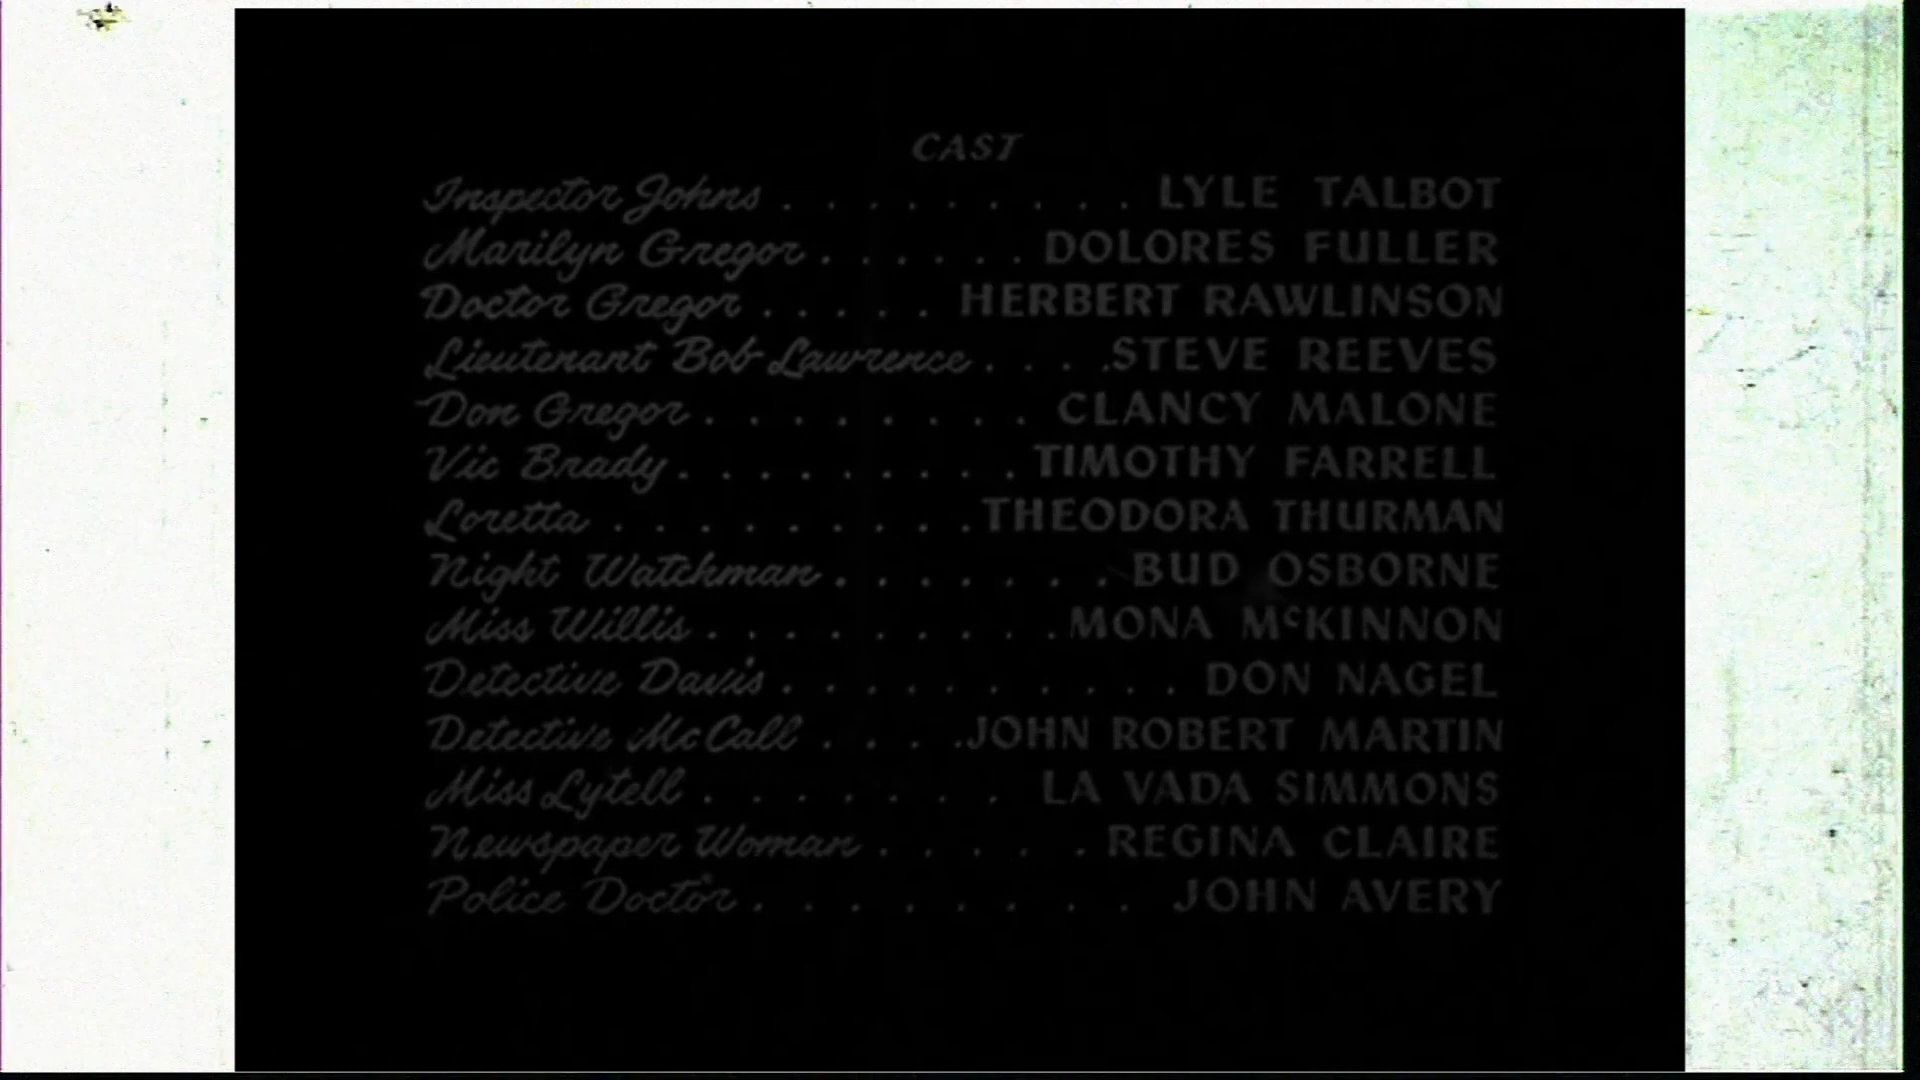 CAST
Inspector Johns . . . . . . . . . LYLE TALBOT
Marilyn Gregor . . . . . . DOLORES FULLER
Doctor Gregor . . . . . HERBERT RAWLINSON
Lieutenant Bob Lawrence . . . . STEVE REEVES
Don Gregor . . . . . . . . CLANCY MALONE
Vic Brady . . . . . . . . . TIMOTHY FARRELL
Loretta . . . . . . . . . THEODORA THURMAN
Night Watchman . . . . . . . BUD OSBORNE
Miss Willis . . . . . . . . . MONA McKINNON
Detective Davis . . . . . . . . . . DON NAGEL
Detective McCall . . . . JOHN ROBERT MARTIN
Miss Lytell . . . . . . . LA VADA SIMMONS
Newspaper Woman . . . . . REGINA CLAIRE
Police Doctor . . . . . . . . JOHN AVERY